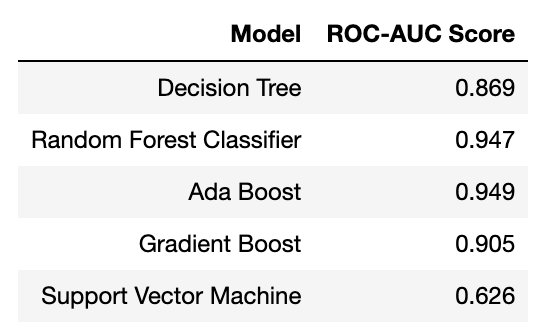 Model ROC-AUC Score
Decision Tree 0.869
Random Forest Classifier 0.947
Ada Boost 0.949
Gradient Boost 0.905
Support Vector Machine 0.626